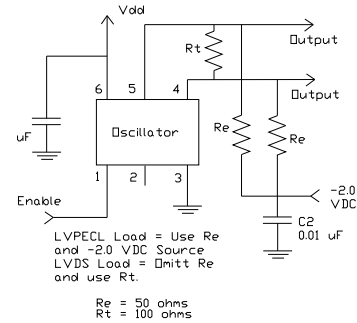 Vdd
Output
Rt
6
5
4
Output
uF
Oscillator
Re
Re
1
2
3
Enable
-2.0
VDC
C2
0.01 uF
LVPECL Load = Use Re
and -2.0 VDC Source
LVDS Load = Omitt Re
and use Rt.
Re = 50 ohms
Rt = 100 ohms